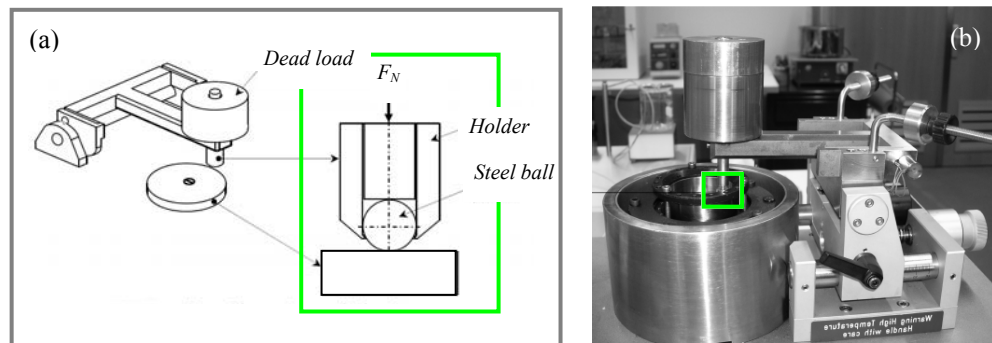 (a)
Dead load
F_N
Holder
Steel ball
(b)
Warning High Temperature
Handle with care